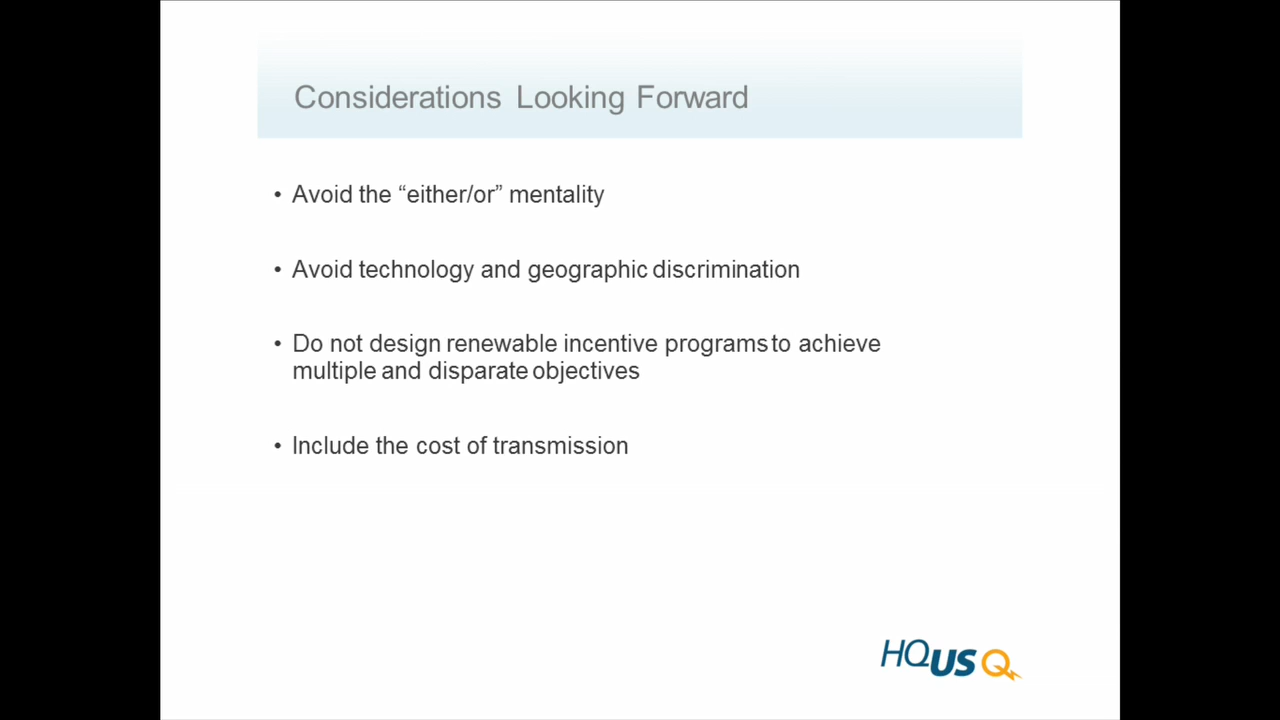 Considerations Looking Forward
• Avoid the “either/or” mentality
• Avoid technology and geographic discrimination
• Do not design renewable incentive programs to achieve
multiple and disparate objectives
• Include the cost of transmission
HQUS